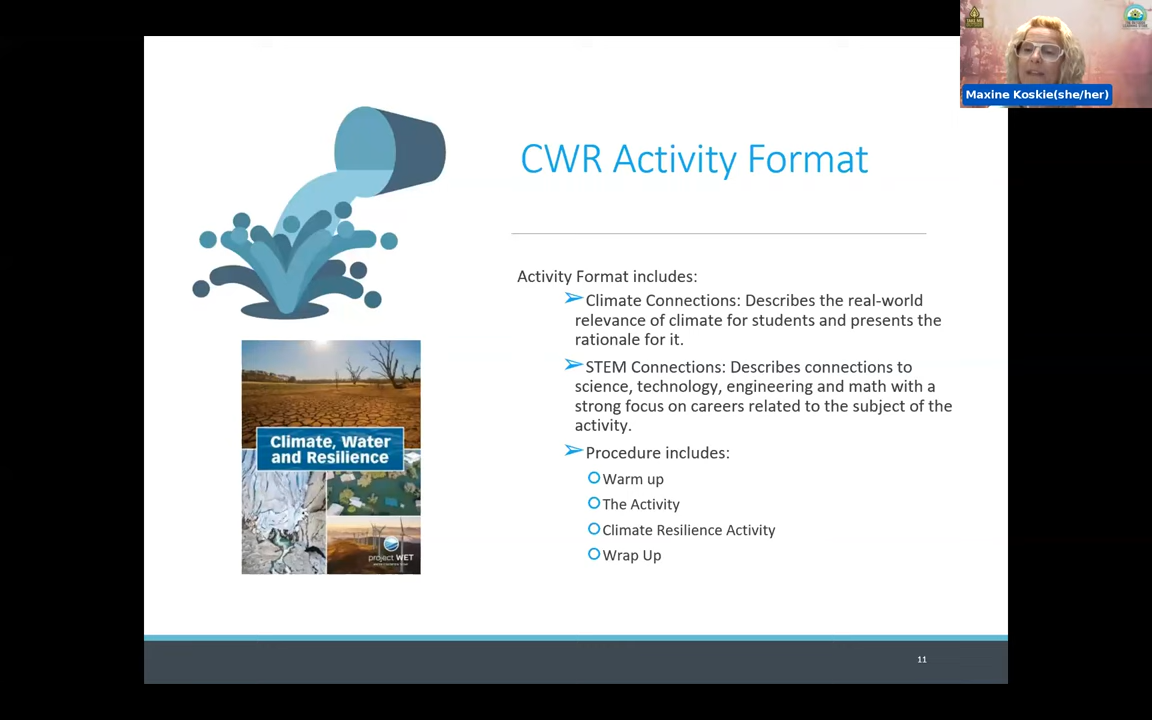 Maxine Koskie(she/her)
CWR Activity Format
Activity Format includes:
➢Climate Connections: Describes the real-world
relevance of climate for students and presents the
rationale for it.
➢STEM Connections: Describes connections to
science, technology, engineering and math with a
strong focus on careers related to the subject of the
activity.
➢Procedure includes:
Warm up
The Activity
Climate Resilience Activity
Wrap Up
Climate, Water
and Resilience
project WET
11